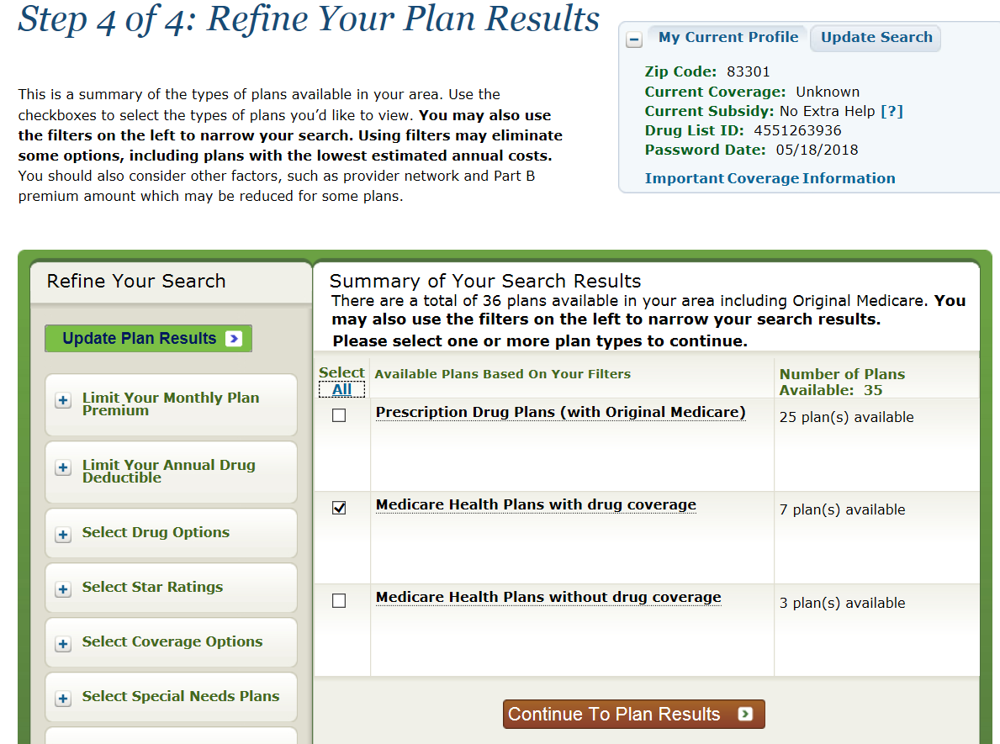 Step 4 of 4: Refine Your Plan Results
My Current Profile
Update Search
Zip Code: 83301
Current Coverage: Unknown
Current Subsidy: No Extra Help [?]
Drug List ID: 4551263936
Password Date: 05/18/2018
Important Coverage Information
This is a summary of the types of plans available in your area. Use the
checkboxes to select the types of plans you’d like to view. You may also use
the filters on the left to narrow your search. Using filters may eliminate
some options, including plans with the lowest estimated annual costs.
You should also consider other factors, such as provider network and Part B
premium amount which may be reduced for some plans.
Refine Your Search
Update Plan Results
Limit Your Monthly Plan
Premium
Limit Your Annual Drug
Deductible
Select Drug Options
Select Star Ratings
Select Coverage Options
Select Special Needs Plans
Summary of Your Search Results
There are a total of 36 plans available in your area including Original Medicare. You
may also use the filters on the left to narrow your search results.
Please select one or more plan types to continue.
Select
All
Available Plans Based On Your Filters
Number of Plans
Available: 35
Prescription Drug Plans (with Original Medicare)
25 plan(s) available
Medicare Health Plans with drug coverage
7 plan(s) available
Medicare Health Plans without drug coverage
3 plan(s) available
Continue To Plan Results